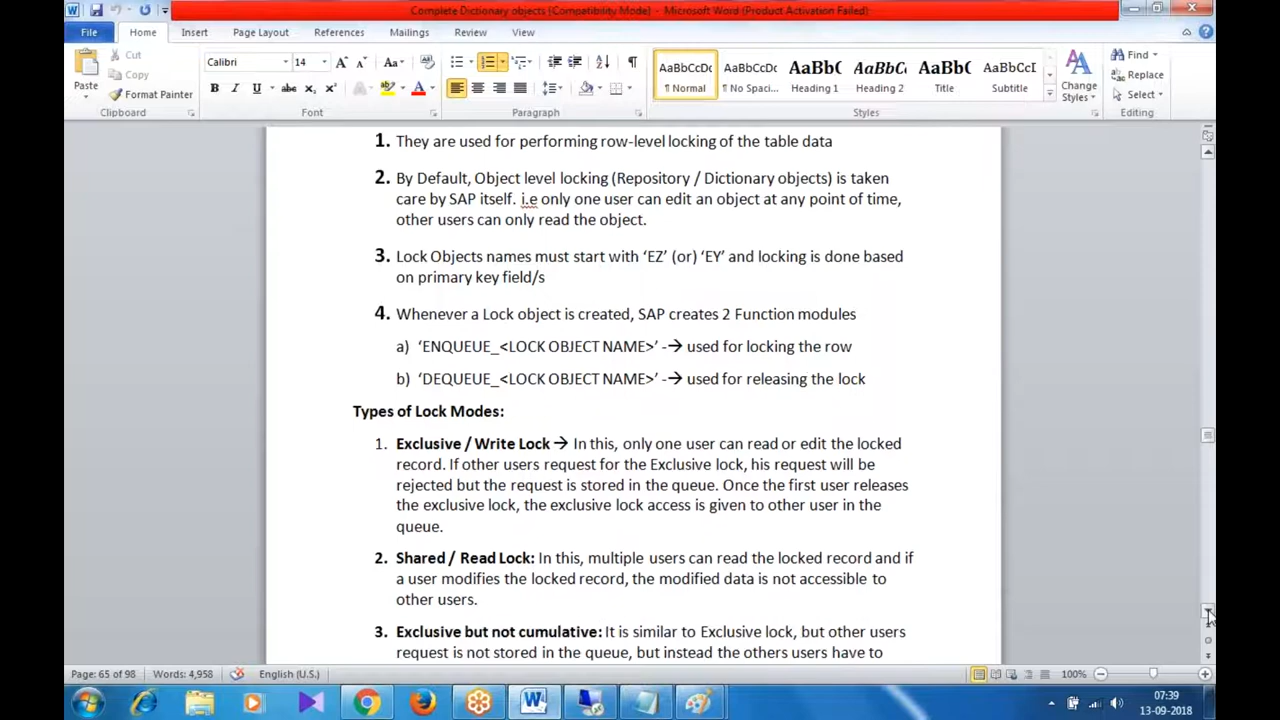 Complete Dictionary objects [Compatibility Mode] - Microsoft Word (Product Activation Failed)
File Home Insert Page Layout References Mailings Review View
Paste
Cut
Copy
Format Painter
Calibri 14
AaBbCcDc
¶ Normal
AaBbCcDc
¶ No Spaci...
AaBbC
Heading 1
AaBbCc
Heading 2
AaBbC
Title
AaBbCcI
Subtitle
Change
Styles
Find
Replace
Select
Clipboard Font Paragraph Styles Editing
1. They are used for performing row-level locking of the table data
2. By Default, Object level locking (Repository / Dictionary objects) is taken
care by SAP itself. i.e only one user can edit an object at any point of time,
other users can only read the object.
3. Lock Objects names must start with ‘EZ’ (or) ‘EY’ and locking is done based
on primary key field/s
4. Whenever a Lock object is created, SAP creates 2 Function modules
a) ‘ENQUEUE_<LOCK OBJECT NAME>’ -→ used for locking the row
b) ‘DEQUEUE_<LOCK OBJECT NAME>’ -→ used for releasing the lock
Types of Lock Modes:
1. Exclusive / Write Lock → In this, only one user can read or edit the locked
record. If other users request for the Exclusive lock, his request will be
rejected but the request is stored in the queue. Once the first user releases
the exclusive lock, the exclusive lock access is given to other user in the
queue.
2. Shared / Read Lock: In this, multiple users can read the locked record and if
a user modifies the locked record, the modified data is not accessible to
other users.
3. Exclusive but not cumulative: It is similar to Exclusive lock, but other users
request is not stored in the queue, but instead the others users have to
Page: 65 of 98 Words: 4,958 English (U.S.) 100%
07:39
13-09-2018